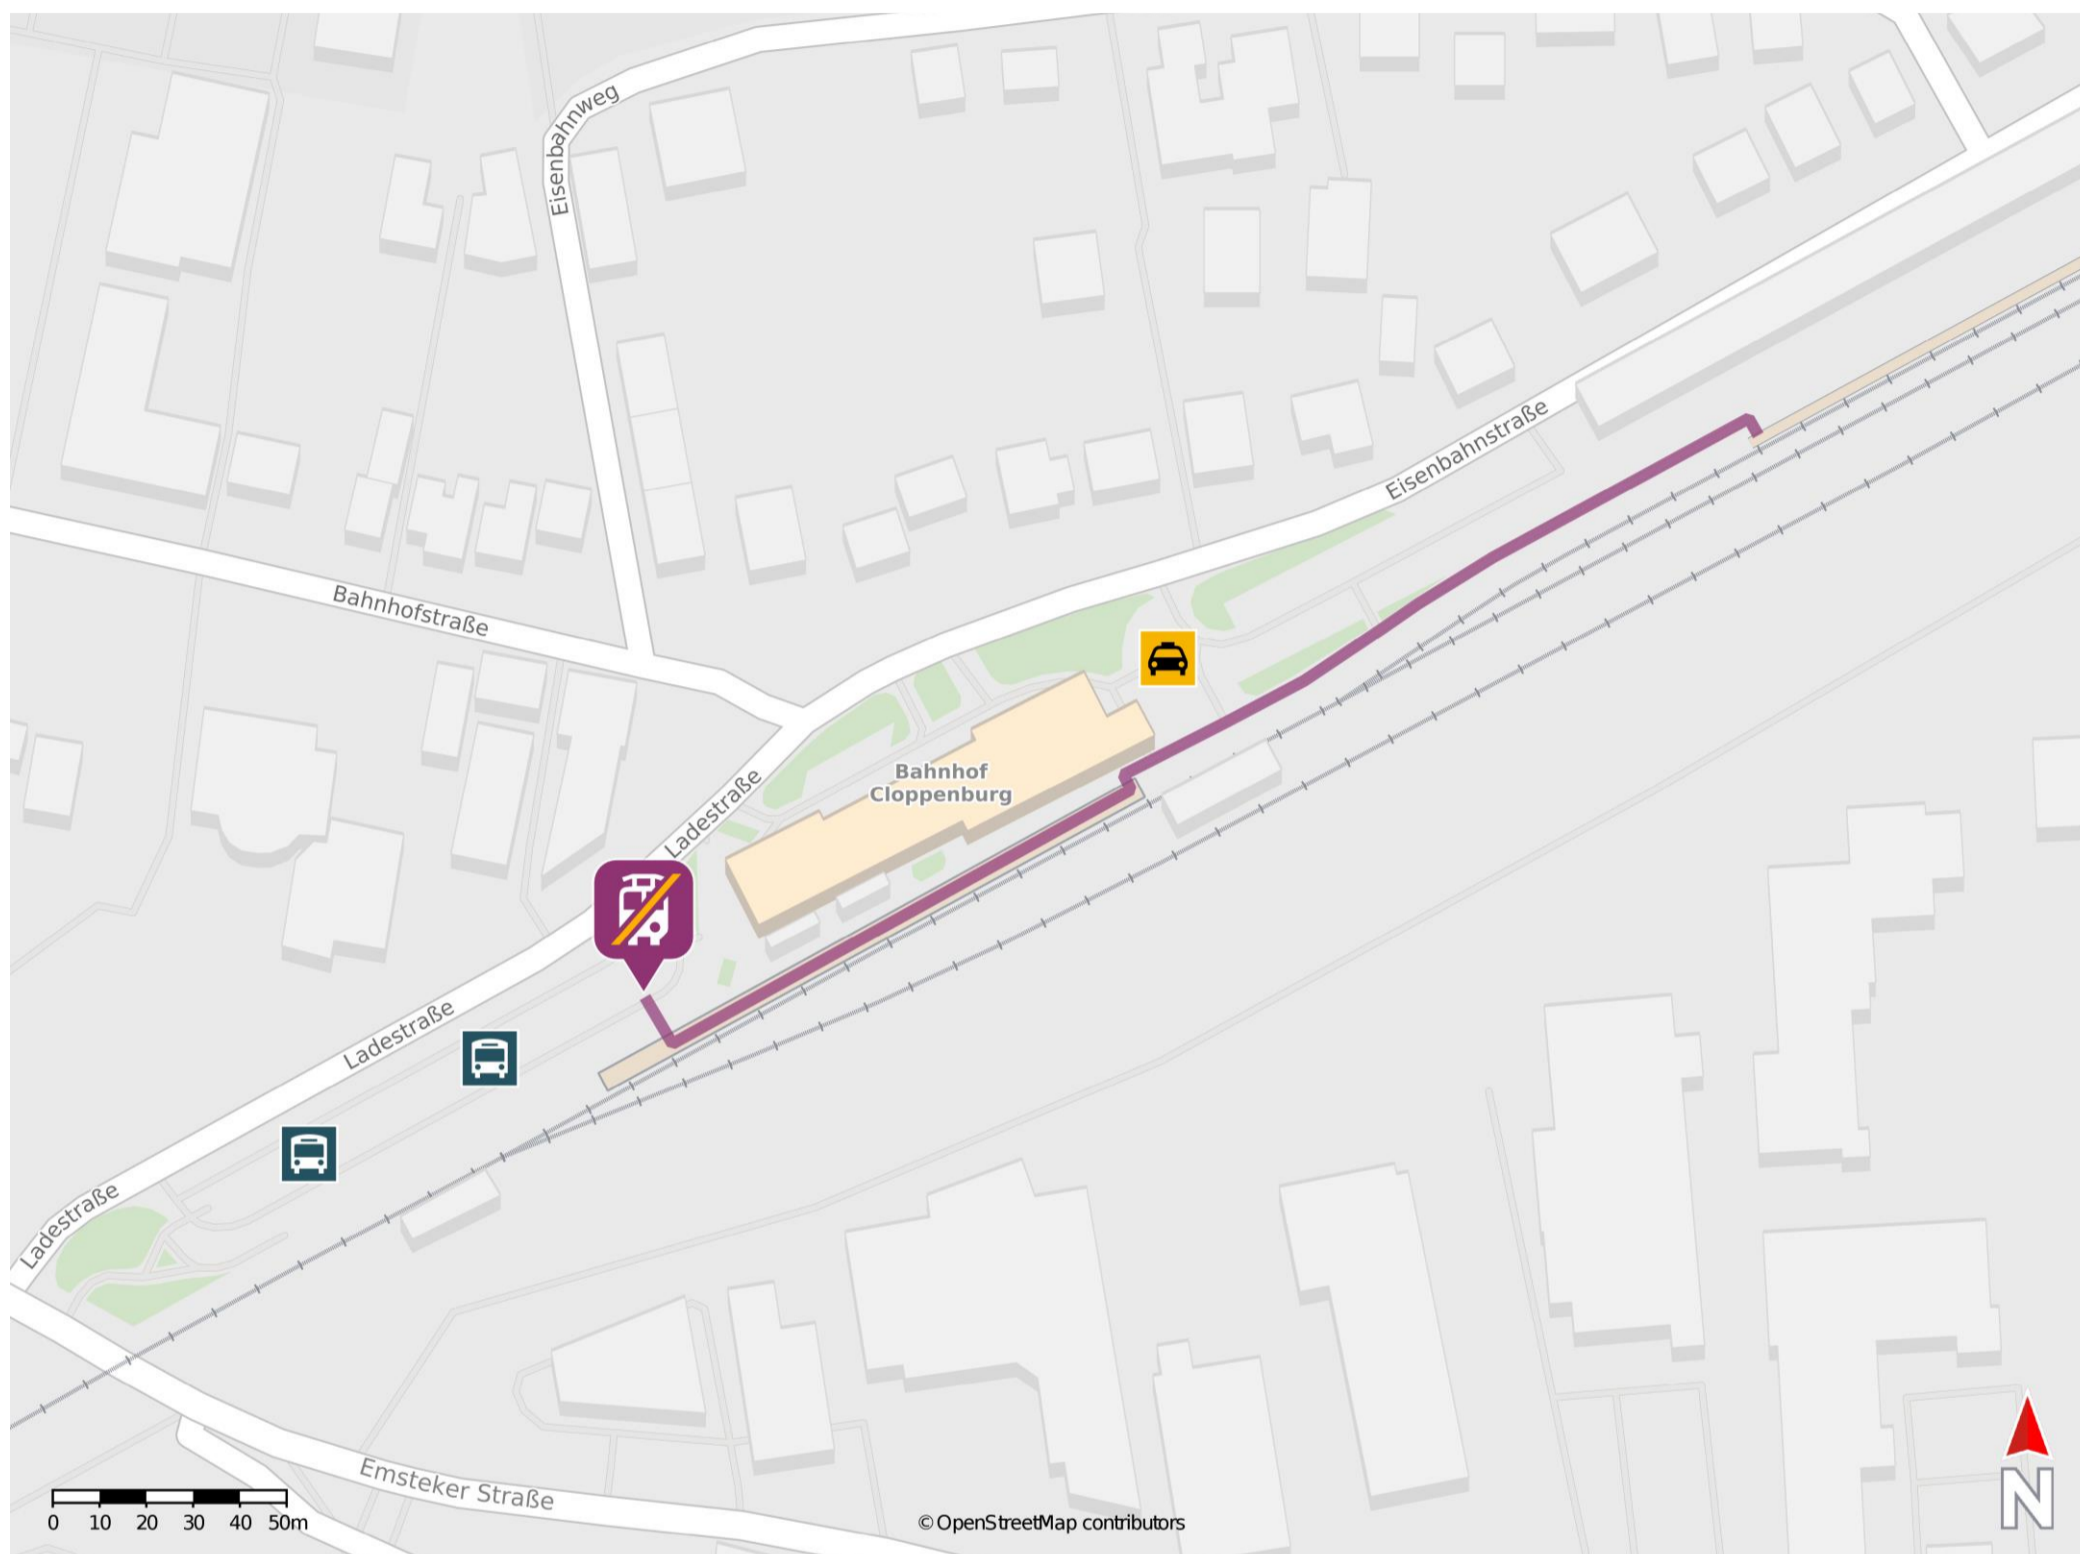 Eisenbahnweg
Eisenbahnstraße
Bahnhofstraße
Bahnhof
Cloppenburg
Ladestraße
Ladestraße
Ladestraße
Emsteker Straße
0 10 20 30 40 50m
© OpenStreetMap contributors
N